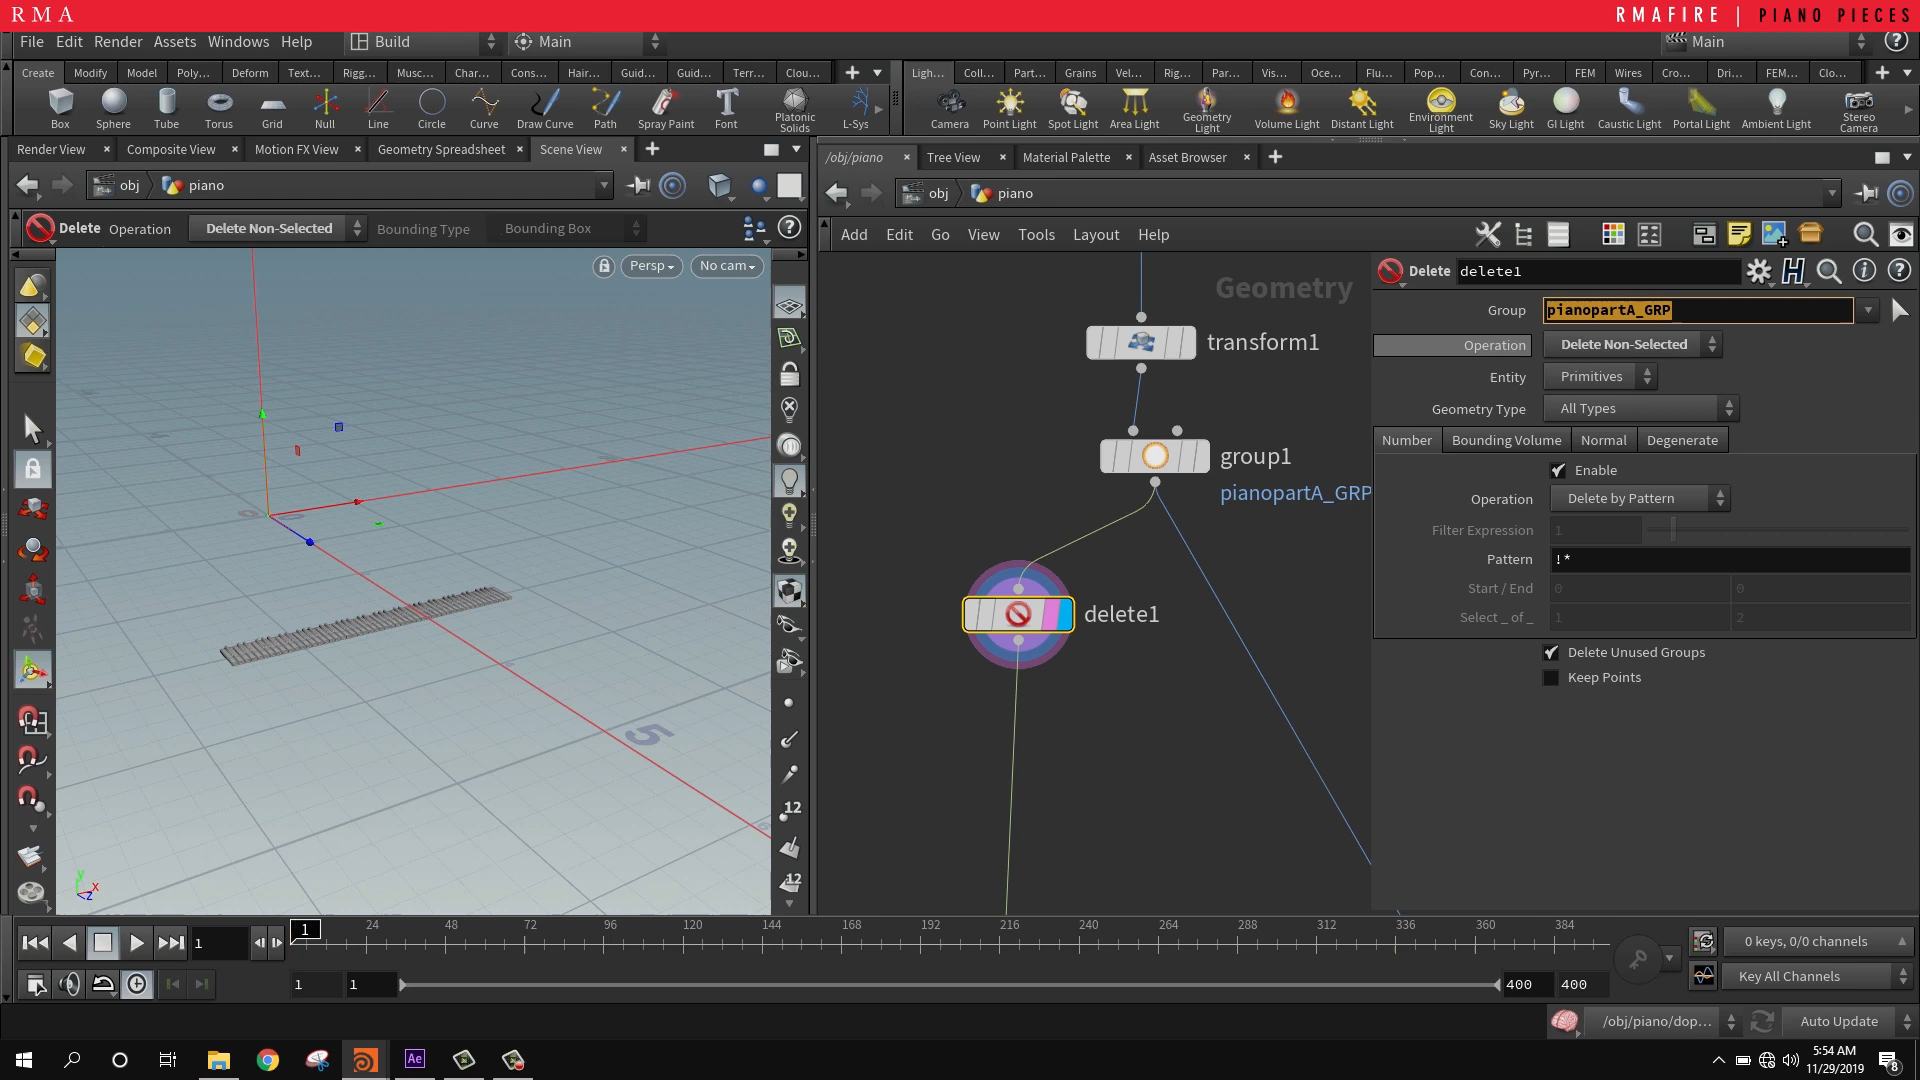 RMA
RMAFIRE | PIANO PIECES
File Edit Render Assets Windows Help Build Main Main
Create Modify Model Poly... Deform Text... Rigg... Musc... Char... Cons... Hair... Guid... Guid... Terr... Clou...
Ligh... Coll... Part... Grains Vel... Rig... Par... Vis... Oce... Flu... Pop... Con... Pyr... FEM Wires Cro... Dri... FEM... Clo...
Box Sphere Tube Torus Grid Null Line Circle Curve Draw Curve Path Spray Paint Font Platonic Solids L-Sys
Camera Point Light Spot Light Area Light Geometry Light Volume Light Distant Light Environment Light Sky Light GI Light Caustic Light Portal Light Ambient Light Stereo Camera
Render View Composite View Motion FX View Geometry Spreadsheet Scene View
/obj/piano Tree View Material Palette Asset Browser
obj piano
obj piano
Delete Operation Delete Non-Selected Bounding Type Bounding Box
Add Edit Go View Tools Layout Help
Persp No cam
5
12
12
y x z
Geometry
transform1
group1
pianopartA_GRP
delete1
Delete delete1
Group pianopartA_GRP
Operation Delete Non-Selected
Entity Primitives
Geometry Type All Types
Number Bounding Volume Normal Degenerate
Enable
Operation Delete by Pattern
Filter Expression 1
Pattern !*
Start / End 0 0
Select _ of _ 1 2
Delete Unused Groups
Keep Points
1 1 24 48 72 96 120 144 168 192 216 240 264 288 312 336 360 384
0 keys, 0/0 channels
1 1 400 400
Key All Channels
/obj/piano/dop... Auto Update
Ae
5:54 AM
11/29/2019
8